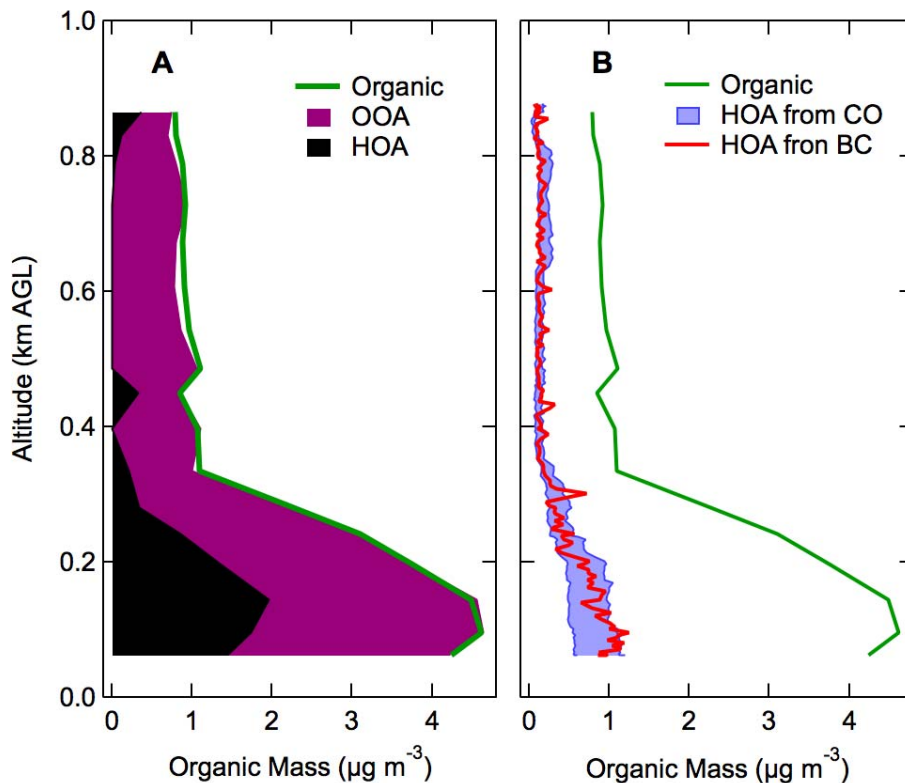 A
Organic
OOA
HOA
B
Organic
HOA from CO
HOA fron BC
1.0
0.8
0.6
0.4
0.2
0.0
Altitude (km AGL)
0 1 2 3 4
0 1 2 3 4
Organic Mass (µg m⁻³)
Organic Mass (µg m⁻³)